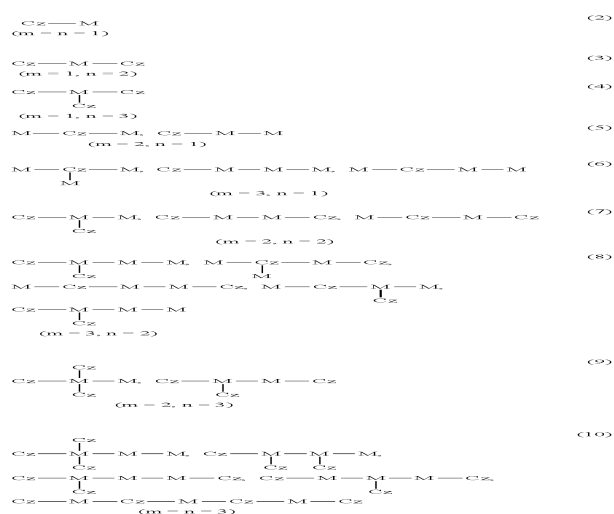 Cz—M (2)
(m = n = 1)
Cz—M—Cz (3)
(m = 1, n = 2)
Cz—M—Cz (4)
Cz
(m = 1, n = 3)
M—Cz—M, Cz—M—M (5)
(m = 2, n = 1)
M—Cz—M, Cz—M—M—M, M—Cz—M—M (6)
M
(m = 3, n = 1)
Cz—M—M, Cz—M—M—Cz, M—Cz—M—Cz (7)
Cz
(m = 2, n = 2)
Cz—M—M—M, M—Cz—M—Cz, (8)
Cz M
M—Cz—M—M—Cz, M—Cz—M—M,
Cz
Cz—M—M—M
Cz
(m = 3, n = 2)
Cz (9)
Cz—M—M, Cz—M—M—Cz
Cz Cz
(m = 2, n = 3)
Cz (10)
Cz—M—M—M, Cz—M—M—M,
Cz Cz Cz
Cz—M—M—M—Cz, Cz—M—M—M—Cz,
Cz Cz
Cz—M—Cz—M—Cz—M—Cz
(m = n = 3)